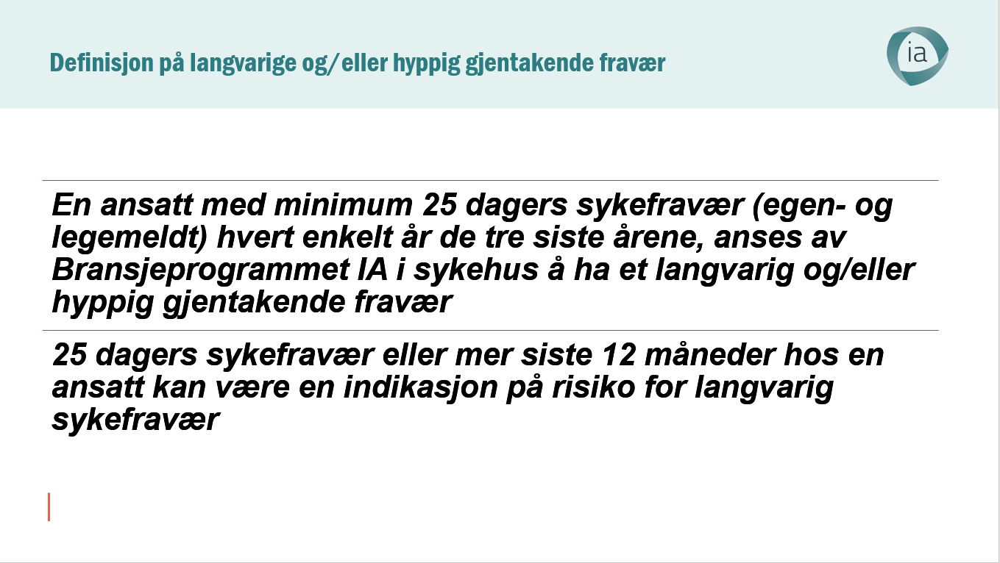 Definisjon på langvarige og/eller hyppig gjentakende fravær
ia
En ansatt med minimum 25 dagers sykefravær (egen- og
legemeldt) hvert enkelt år de tre siste årene, anses av
Bransjeprogrammet IA i sykehus å ha et langvarig og/eller
hyppig gjentakende fravær
25 dagers sykefravær eller mer siste 12 måneder hos en
ansatt kan være en indikasjon på risiko for langvarig
sykefravær